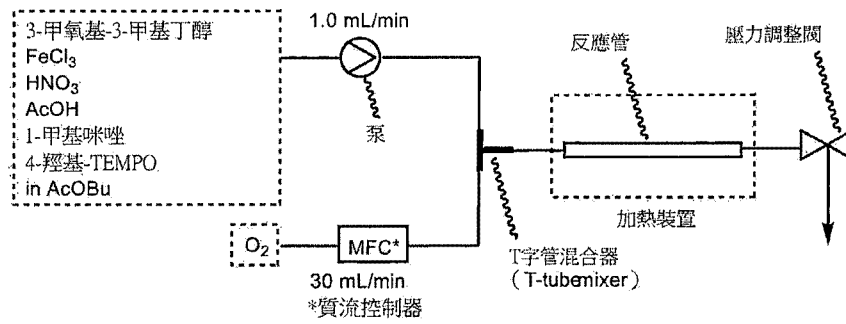 3-甲氧基-3-甲基丁醇
FeCl3
HNO3
AcOH
1-甲基咪唑
4-羥基-TEMPO
in AcOBu
1.0 mL/min
泵
O2
MFC*
30 mL/min
*質流控制器
T字管混合器
(T-tubemixer)
反應管
加熱裝置
壓力調整閥